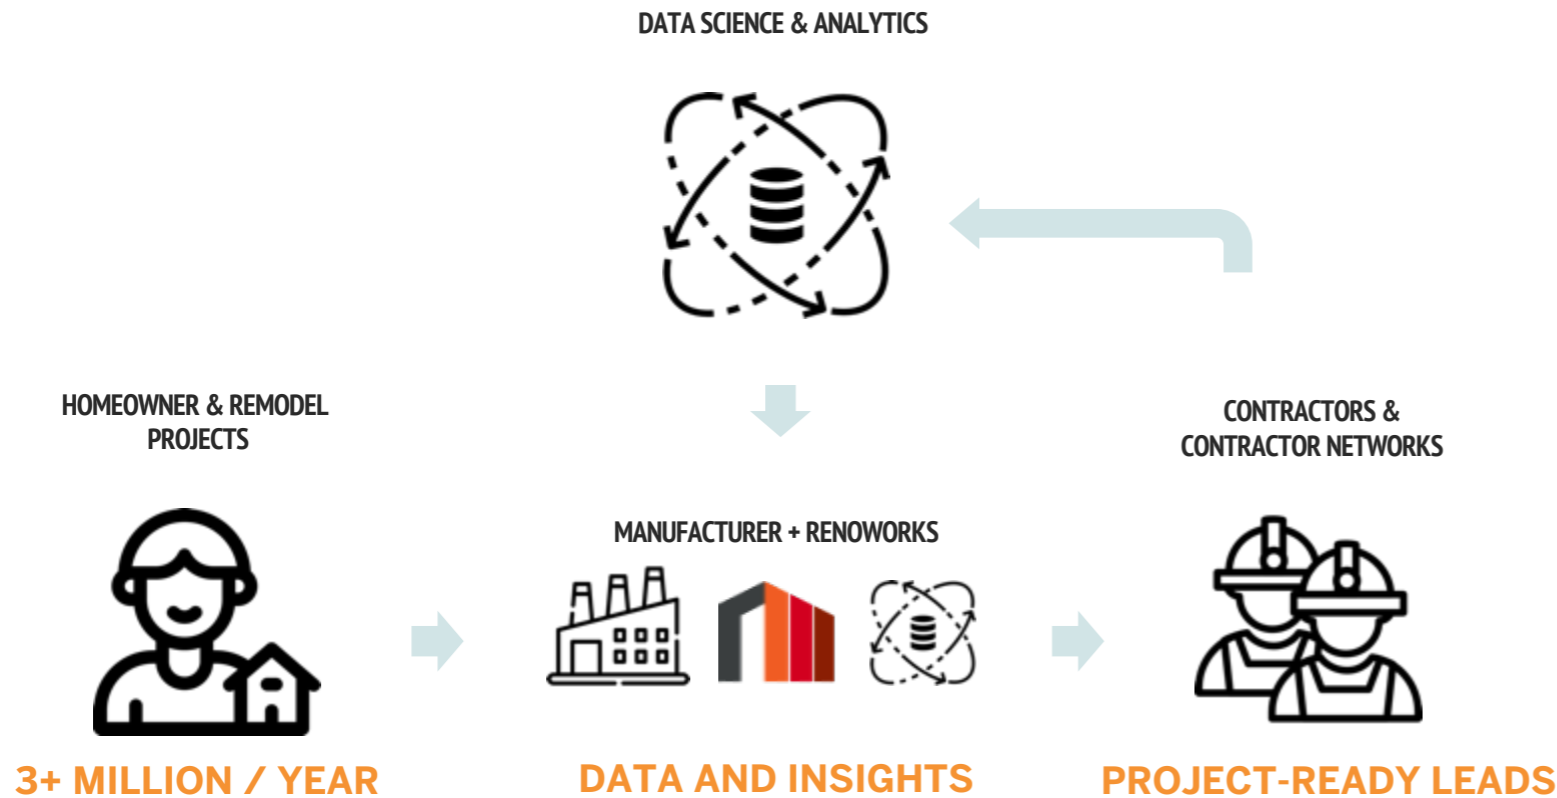 DATA SCIENCE & ANALYTICS
HOMEOWNER & REMODEL
PROJECTS
CONTRACTORS &
CONTRACTOR NETWORKS
MANUFACTURER + RENOWORKS
3+ MILLION / YEAR
DATA AND INSIGHTS
PROJECT-READY LEADS